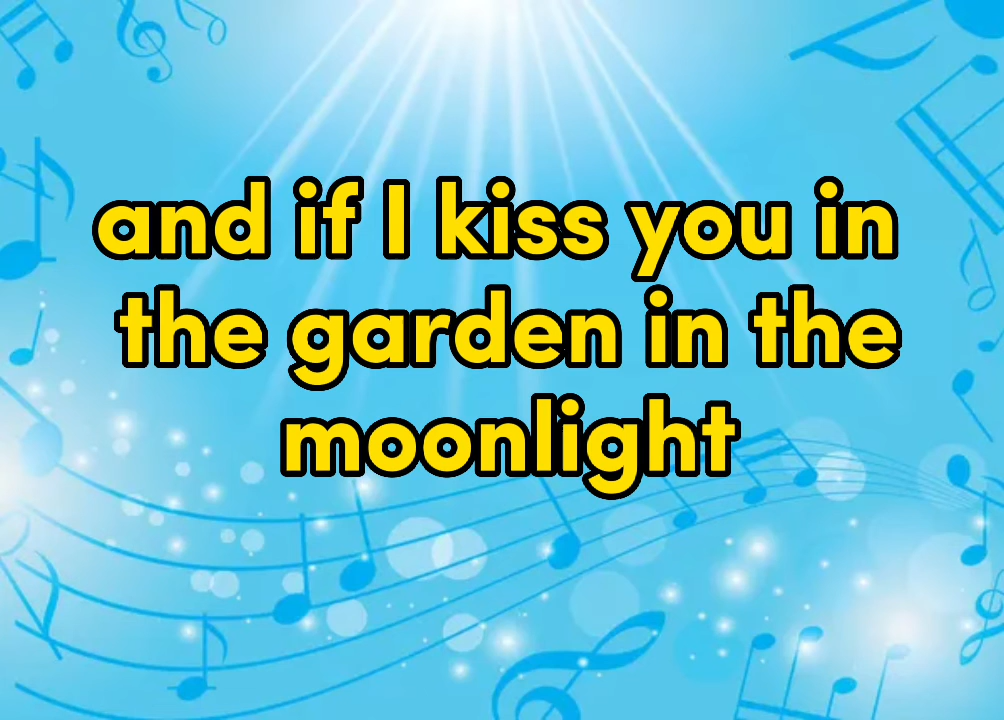 and if I kiss you in
the garden in the
moonlight